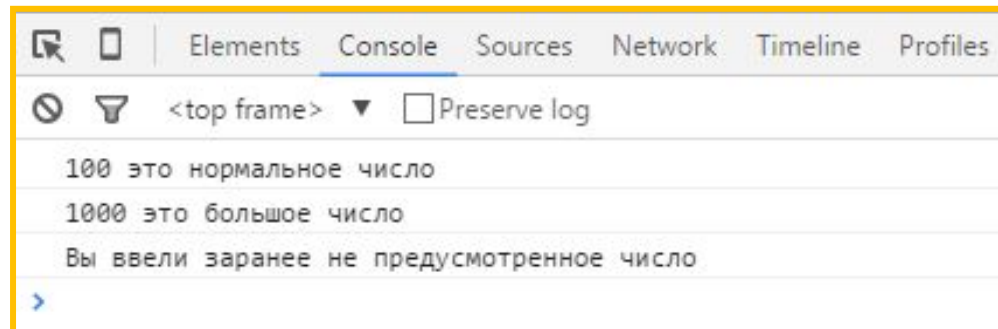 Elements Console Sources Network Timeline Profiles
<top frame> ▼ Preserve log
100 это нормальное число
1000 это большое число
Вы ввели заранее не предусмотренное число
>